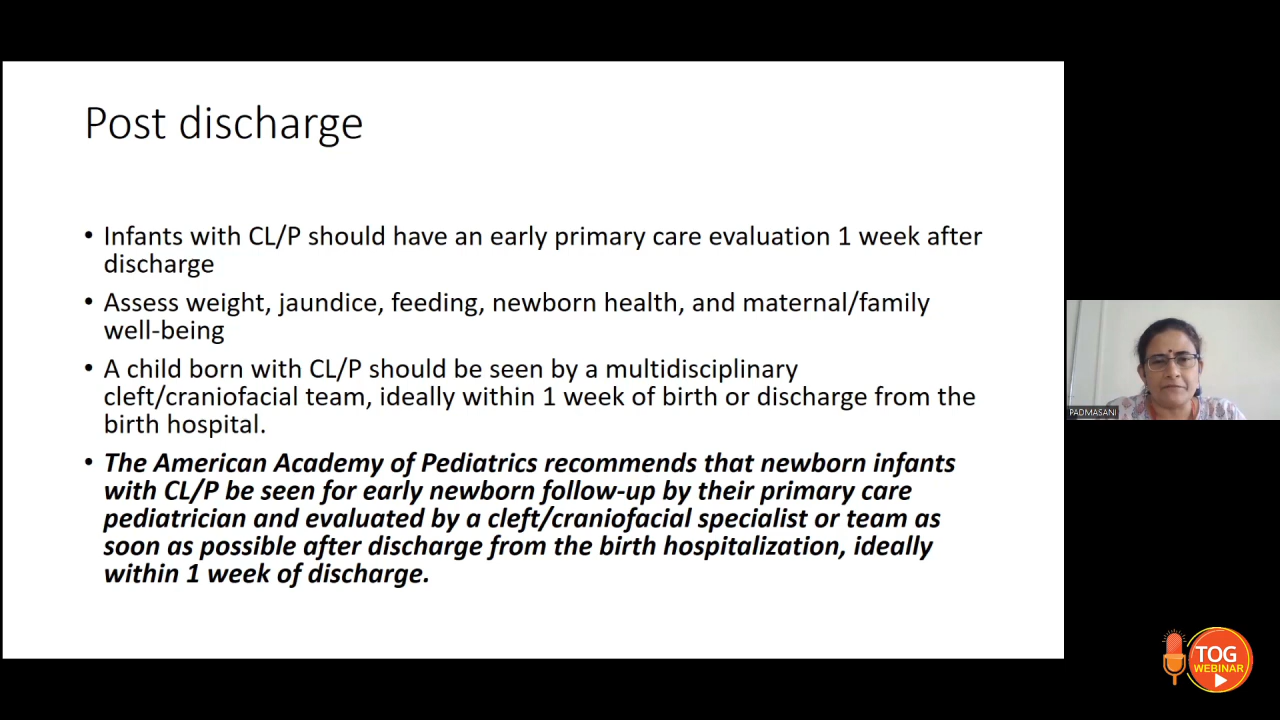 Post discharge
• Infants with CL/P should have an early primary care evaluation 1 week after
discharge
• Assess weight, jaundice, feeding, newborn health, and maternal/family
well-being
• A child born with CL/P should be seen by a multidisciplinary
cleft/craniofacial team, ideally within 1 week of birth or discharge from the
birth hospital.
• The American Academy of Pediatrics recommends that newborn infants
with CL/P be seen for early newborn follow-up by their primary care
pediatrician and evaluated by a cleft/craniofacial specialist or team as
soon as possible after discharge from the birth hospitalization, ideally
within 1 week of discharge.
PADMASANI
TOG
WEBINAR